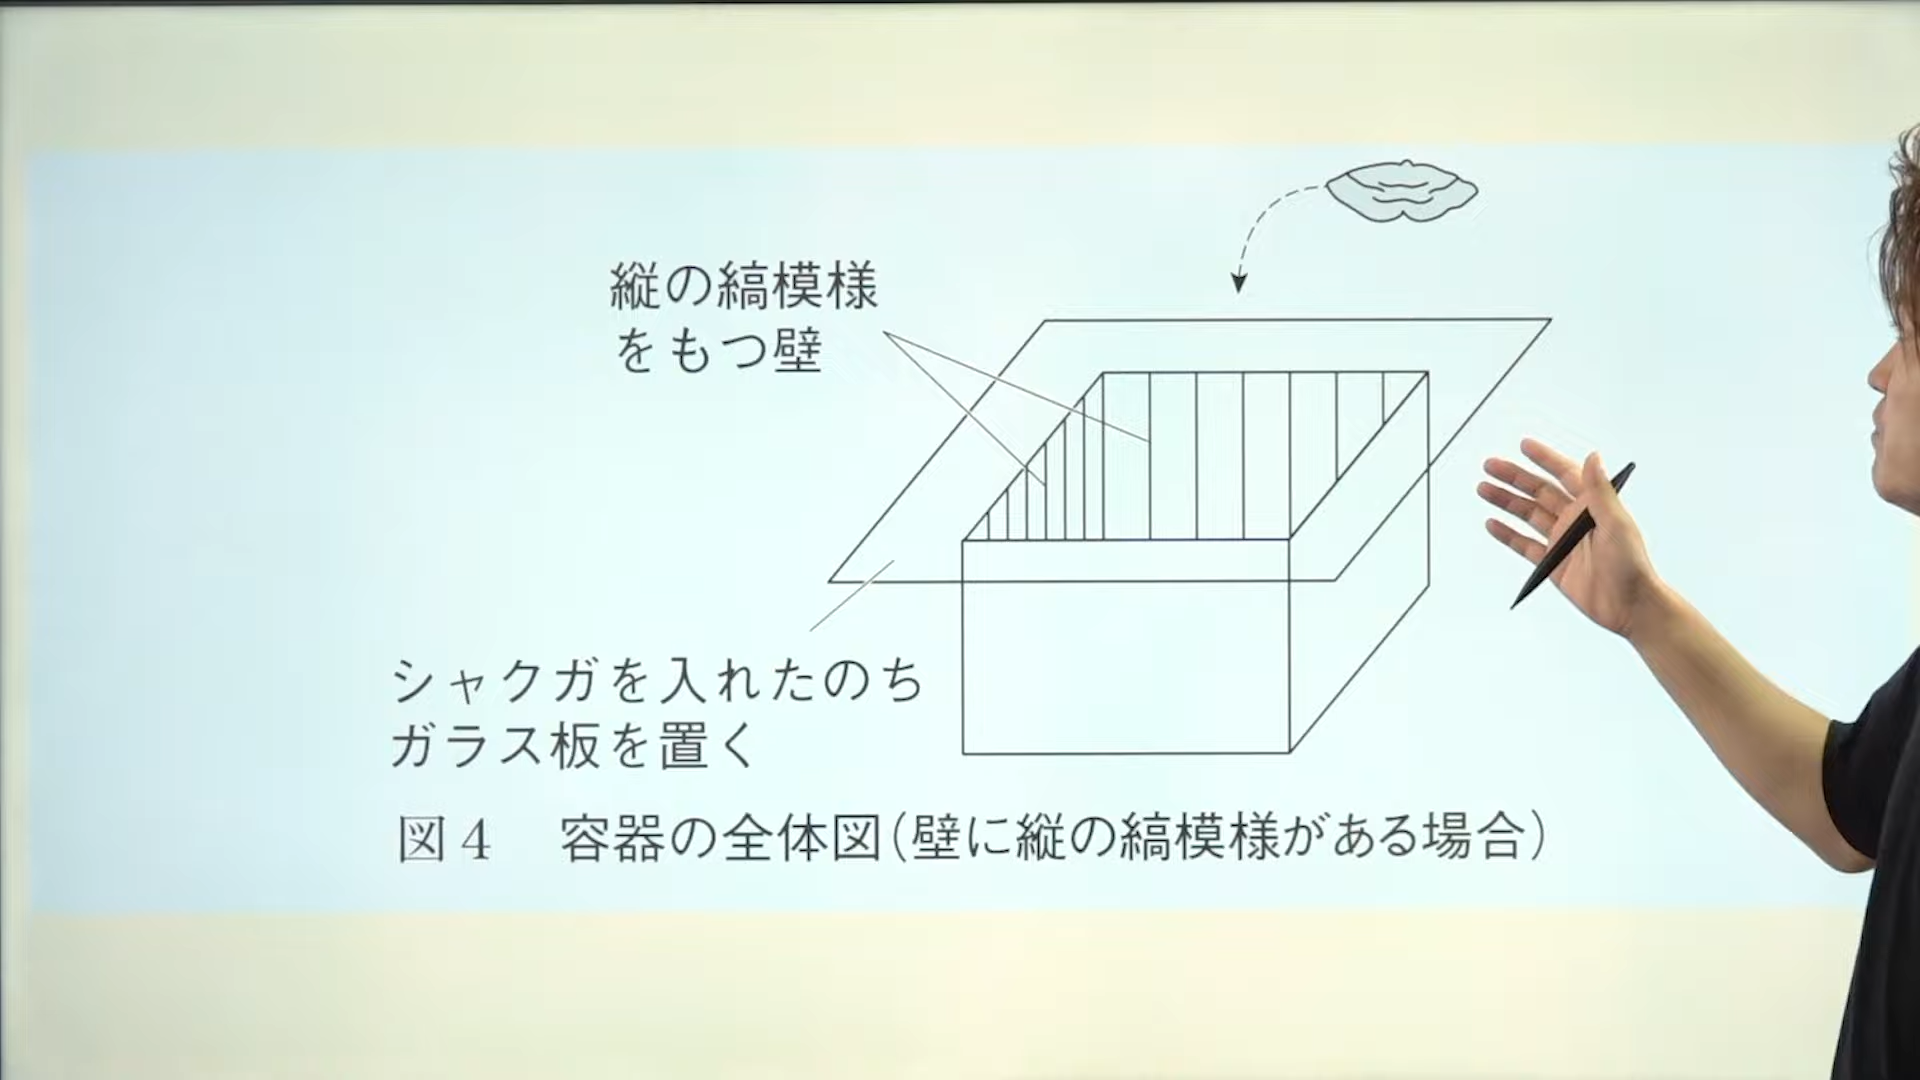 縦の縞模様
をもつ壁
シャクガを入れたのち
ガラス板を置く
図4 容器の全体図(壁に縦の縞模様がある場合)